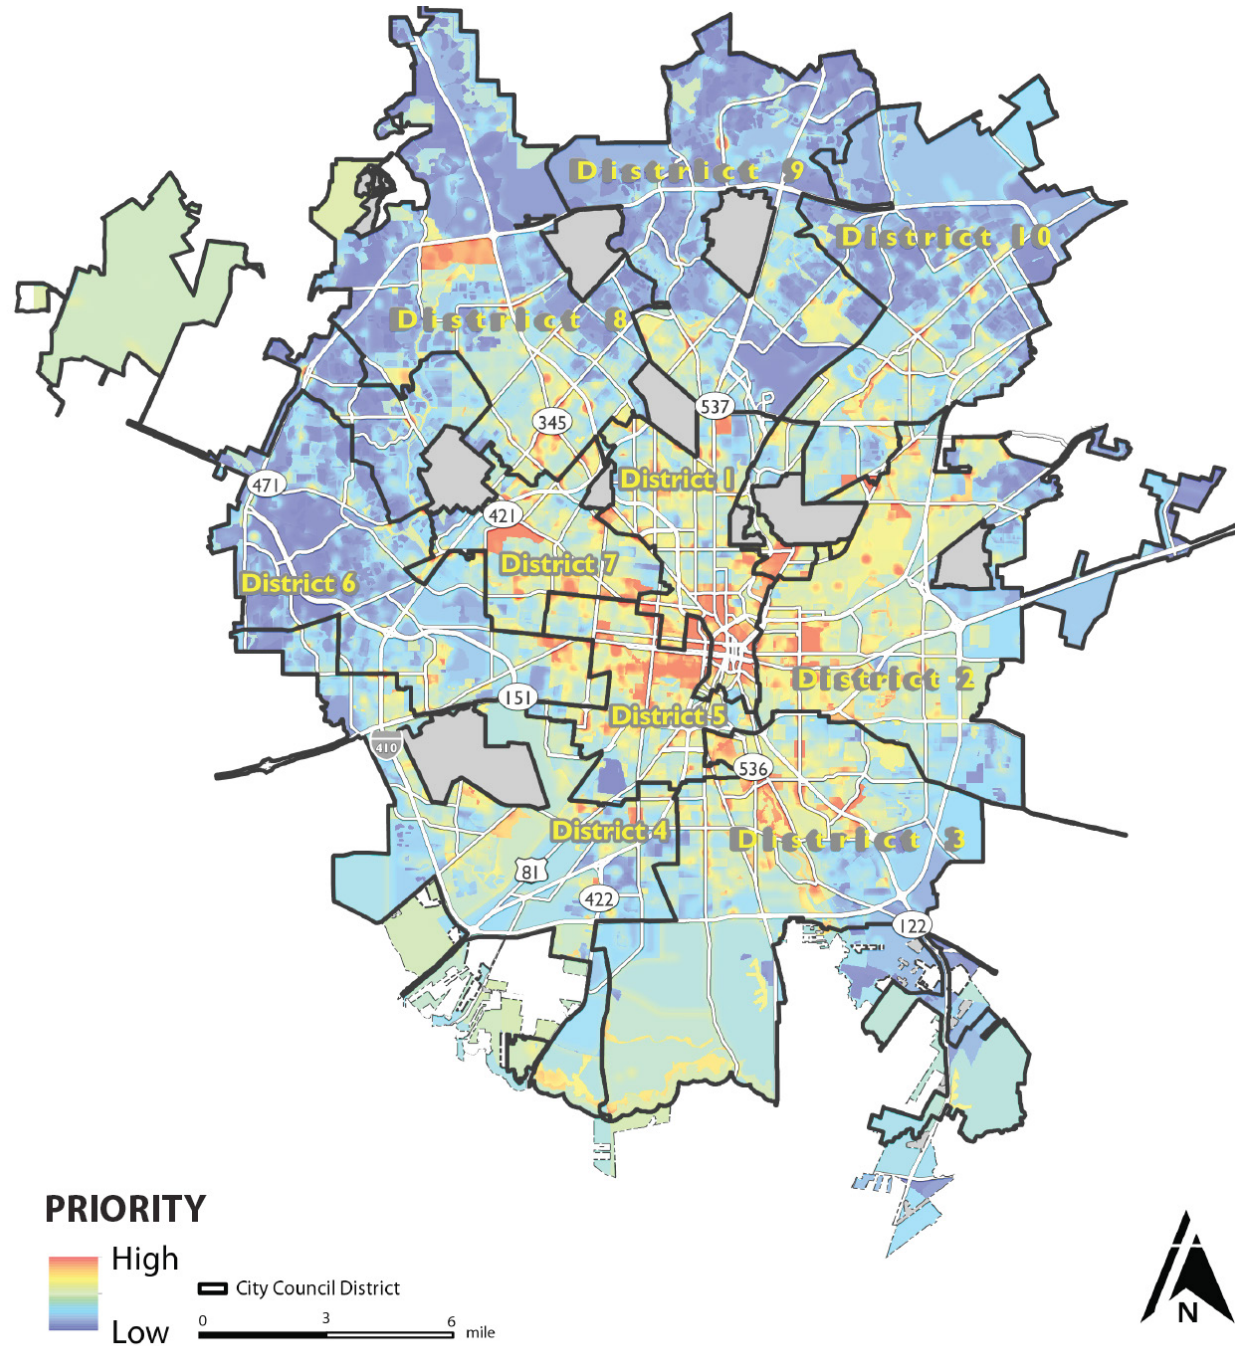 District 9
District 10
District 8
537
345
District 1
471
421
District 7
District 6
District 2
151
District 5
410
536
District 4
District 3
81
422
122
PRIORITY
High
Low
City Council District
0 3 6 mile
N